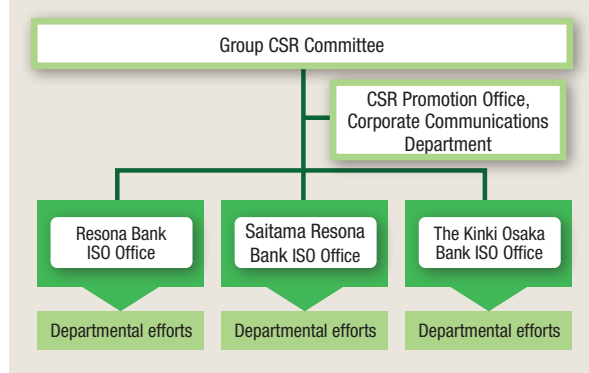 Group CSR Committee
CSR Promotion Office,
Corporate Communications
Department
Resona Bank
ISO Office
Saitama Resona
Bank ISO Office
The Kinki Osaka
Bank ISO Office
Departmental efforts
Departmental efforts
Departmental efforts